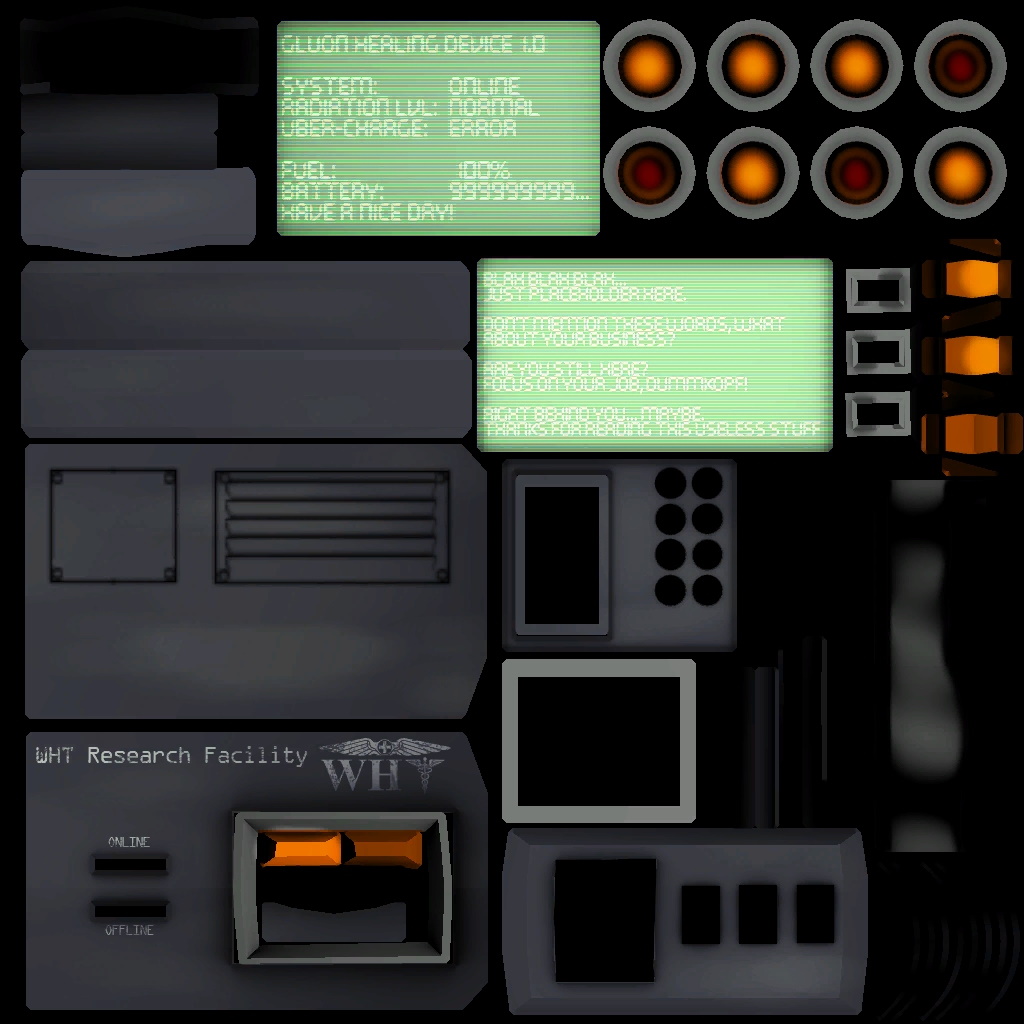 GLUON HEALING DEVICE 1.0
SYSTEM: ONLINE
RADIATION LVL: NORMAL
UBER-CHARGE: ERROR
FUEL: 100%
BATTERY: 999999999...
HAVE A NICE DAY!
BLAH BLAH BLAH...
JUST PLACEHOLDER HERE
DON'T MENTION THESE WORDS, WHAT
ABOUT YOUR BUSINESS?
ARE YOU STILL HERE?
FOCUS ON YOUR JOB, DUMMKOPF!
RIGHT BEHIND YOU... MAYBE.
THANKS FOR READING THIS USELESS STUFF
WHT Research Facility
WH
ONLINE
OFFLINE